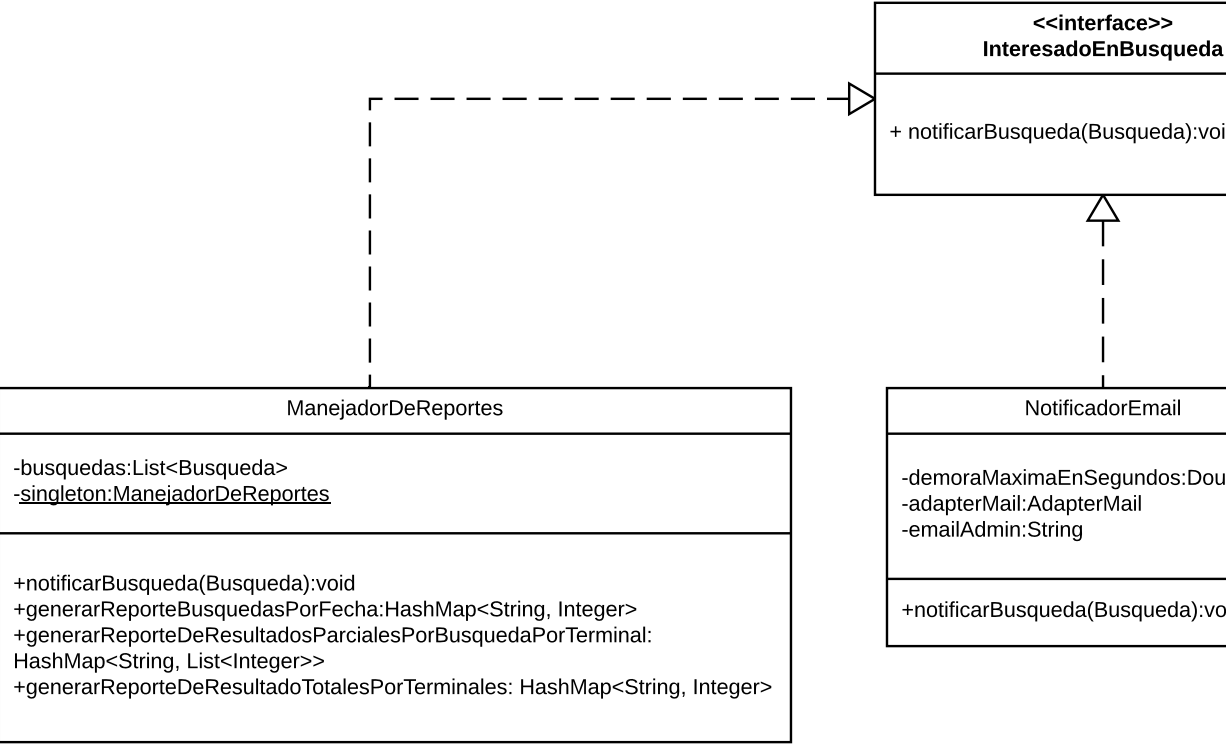 <<interface>>
InteresadoEnBusqueda
+ notificarBusqueda(Busqueda):voi
ManejadorDeReportes
-busquedas:List<Busqueda>
-singleton:ManejadorDeReportes
+notificarBusqueda(Busqueda):void
+generarReporteBusquedasPorFecha:HashMap<String, Integer>
+generarReporteDeResultadosParcialesPorBusquedaPorTerminal:
HashMap<String, List<Integer>>
+generarReporteDeResultadoTotalesPorTerminales: HashMap<String, Integer>
NotificadorEmail
-demoraMaximaEnSegundos:Dou
-adapterMail:AdapterMail
-emailAdmin:String
+notificarBusqueda(Busqueda):vo